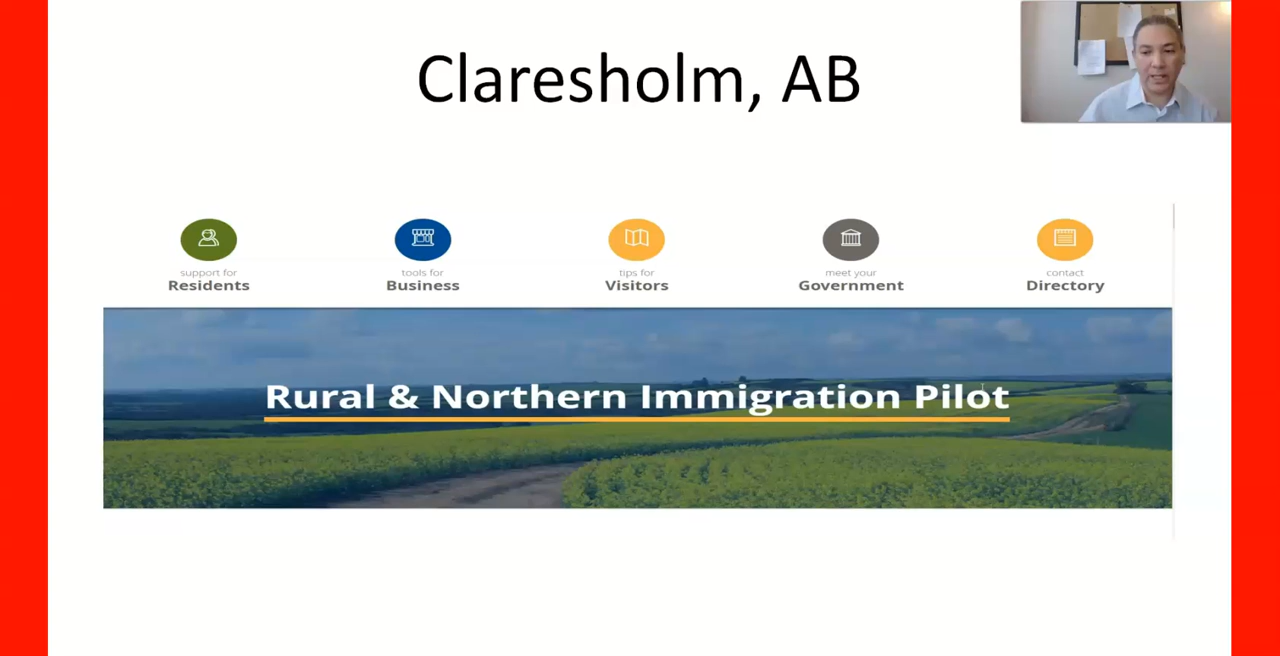 Claresholm, AB
support for
Residents
tools for
Business
tips for
Visitors
meet your
Government
contact
Directory
Rural & Northern Immigration Pilot